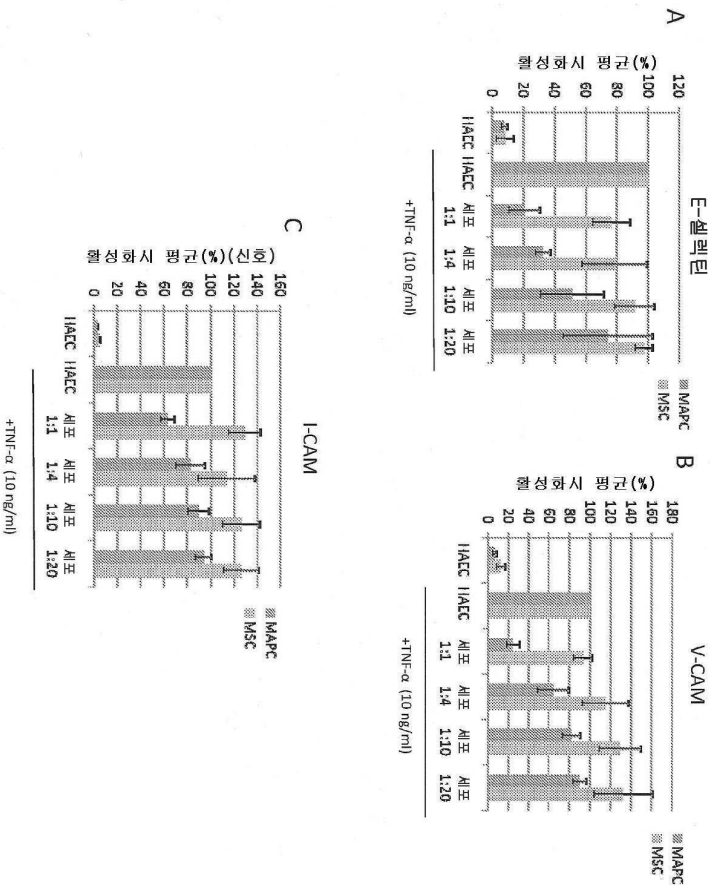 A
E-셀렉틴
활성화시 평균(%)
120
100
80
60
40
20
0
HAEC
HAEC
세포
1:1
세포
1:4
세포
1:10
세포
1:20
+TNF-α (10 ng/ml)
MAPC
MSC
B
V-CAM
활성화시 평균(%)
180
160
140
120
100
80
60
40
20
0
HAEC
HAEC
세포
1:1
세포
1:4
세포
1:10
세포
1:20
+TNF-α (10 ng/ml)
MAPC
MSC
C
I-CAM
활성화시 평균(%)(신호)
160
140
120
100
80
60
40
20
0
HAEC
HAEC
세포
1:1
세포
1:4
세포
1:10
세포
1:20
+TNF-α (10 ng/ml)
MAPC
MSC